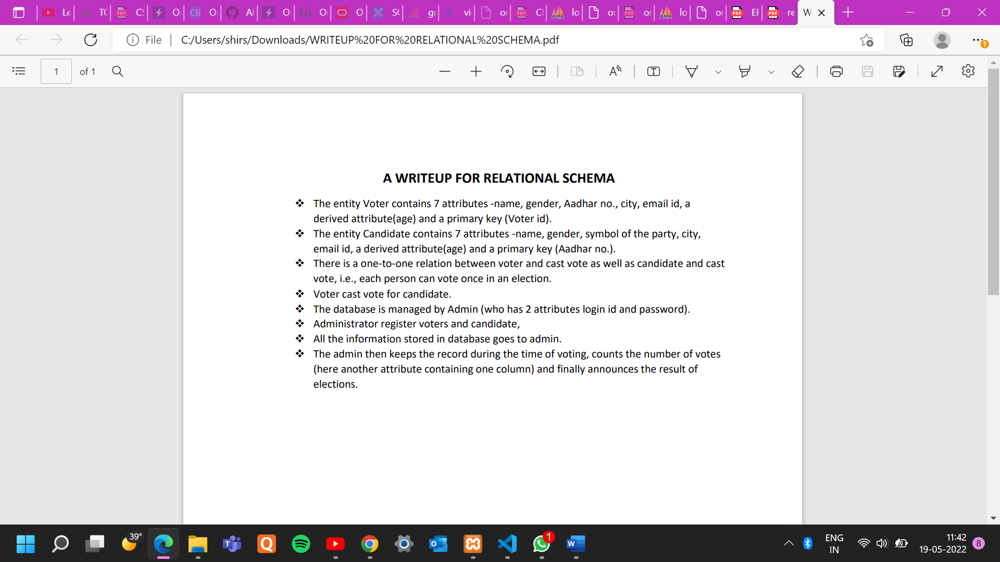 Le
TC
CS
O
CB
O
Ai
O
O
O
SC
gr
vi
or
Cl
lo
or
os
lo
or
EF
re
W
File
C:/Users/shirs/Downloads/WRITEUP%20FOR%20RELATIONAL%20SCHEMA.pdf
1
of 1
A WRITEUP FOR RELATIONAL SCHEMA
❖ The entity Voter contains 7 attributes -name, gender, Aadhar no., city, email id, a
derived attribute(age) and a primary key (Voter id).
❖ The entity Candidate contains 7 attributes -name, gender, symbol of the party, city,
email id, a derived attribute(age) and a primary key (Aadhar no.).
❖ There is a one-to-one relation between voter and cast vote as well as candidate and cast
vote, i.e., each person can vote once in an election.
❖ Voter cast vote for candidate.
❖ The database is managed by Admin (who has 2 attributes login id and password).
❖ Administrator register voters and candidate,
❖ All the information stored in database goes to admin.
❖ The admin then keeps the record during the time of voting, counts the number of votes
(here another attribute containing one column) and finally announces the result of
elections.
39°
1
ENG
IN
11:42
19-05-2022
8